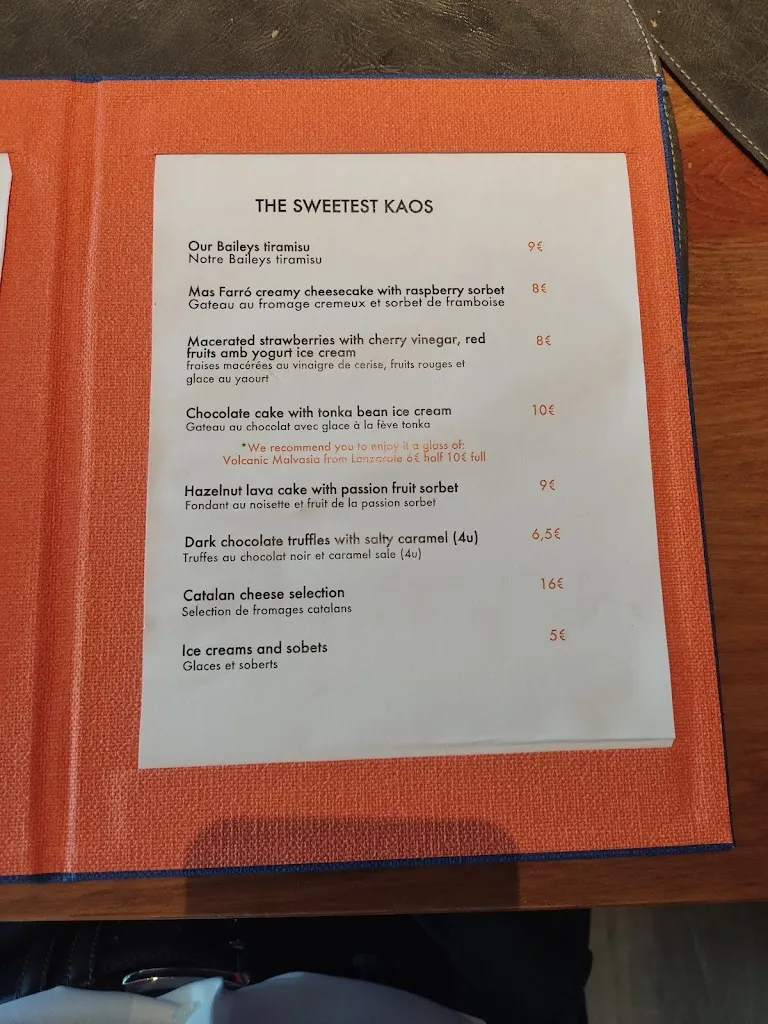 THE SWEETEST KAOS
Our Baileys tiramisu 9€
Notre Baileys tiramisu
Mas Farró creamy cheesecake with raspberry sorbet 8€
Gateau au fromage cremeux et sorbet de framboise
Macerated strawberries with cherry vinegar, red 8€
fruits amb yogurt ice cream
fraises macérées au vinaigre de cerise, fruits rouges et
glace au yaourt
Chocolate cake with tonka bean ice cream 10€
Gateau au chocolat avec glace à la fève tonka
*We recommend you to enjoy it a glass of:
Volcanic Malvasia from Lanzarote 6€ half 10€ full
Hazelnut lava cake with passion fruit sorbet 9€
Fondant au noisette et fruit de la passion sorbet
Dark chocolate truffles with salty caramel (4u) 6,5€
Truffes au chocolat noir et caramel sale (4u)
Catalan cheese selection 16€
Selection de fromages catalans
Ice creams and sobets 5€
Glaces et soberts